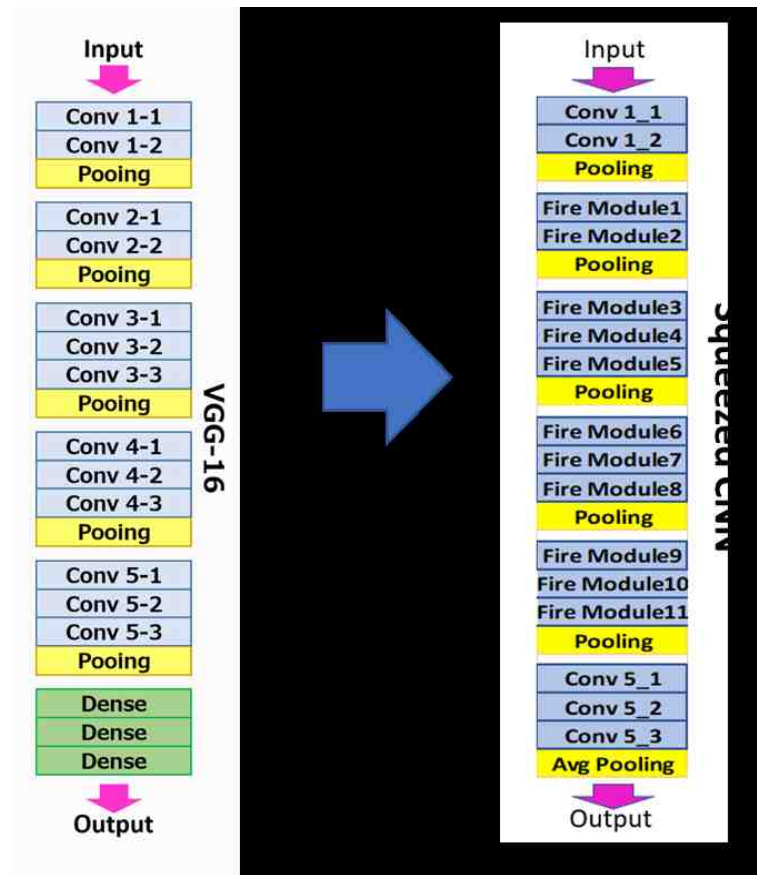 Input
Conv 1-1
Conv 1-2
Pooing
Conv 2-1
Conv 2-2
Pooing
Conv 3-1
Conv 3-2
Conv 3-3
Pooing
Conv 4-1
Conv 4-2
Conv 4-3
Pooing
Conv 5-1
Conv 5-2
Conv 5-3
Pooing
Dense
Dense
Dense
Output
VGG-16
Input
Conv 1_1
Conv 1_2
Pooling
Fire Module1
Fire Module2
Pooling
Fire Module3
Fire Module4
Fire Module5
Pooling
Fire Module6
Fire Module7
Fire Module8
Pooling
Fire Module9
Fire Module10
Fire Module11
Pooling
Conv 5_1
Conv 5_2
Conv 5_3
Avg Pooling
Output
Squeezed CNN